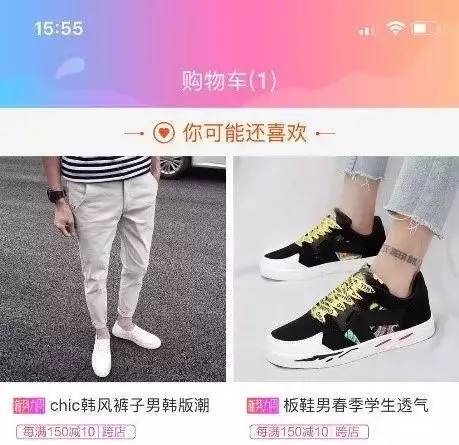 15:55
购物车(1)
你可能还喜欢
chic韩风裤子男韩版潮
板鞋男春季学生透气
每满150减10 跨店
每满150减10 跨店